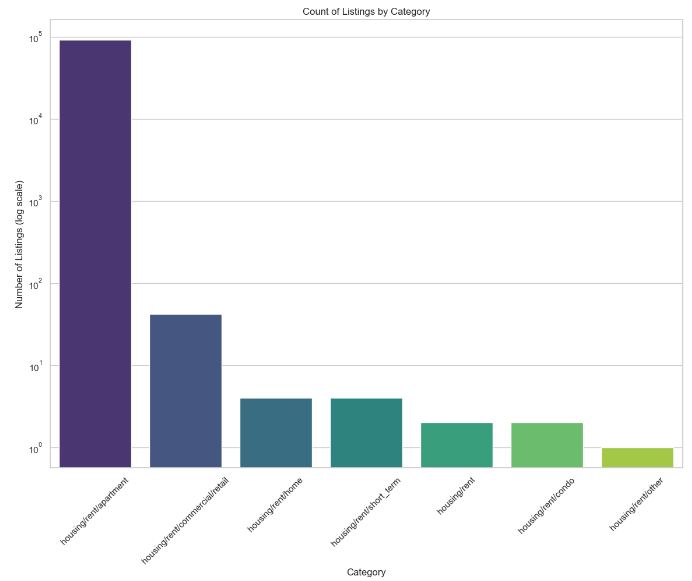 Count of Listings by Category
Number of Listings (log scale)
10^5
10^4
10^3
10^2
10^1
10^0
housing/rent/apartment
housing/rent/commercial/retail
housing/rent/home
housing/rent/short_term
housing/rent
housing/rent/condo
housing/rent/other
Category